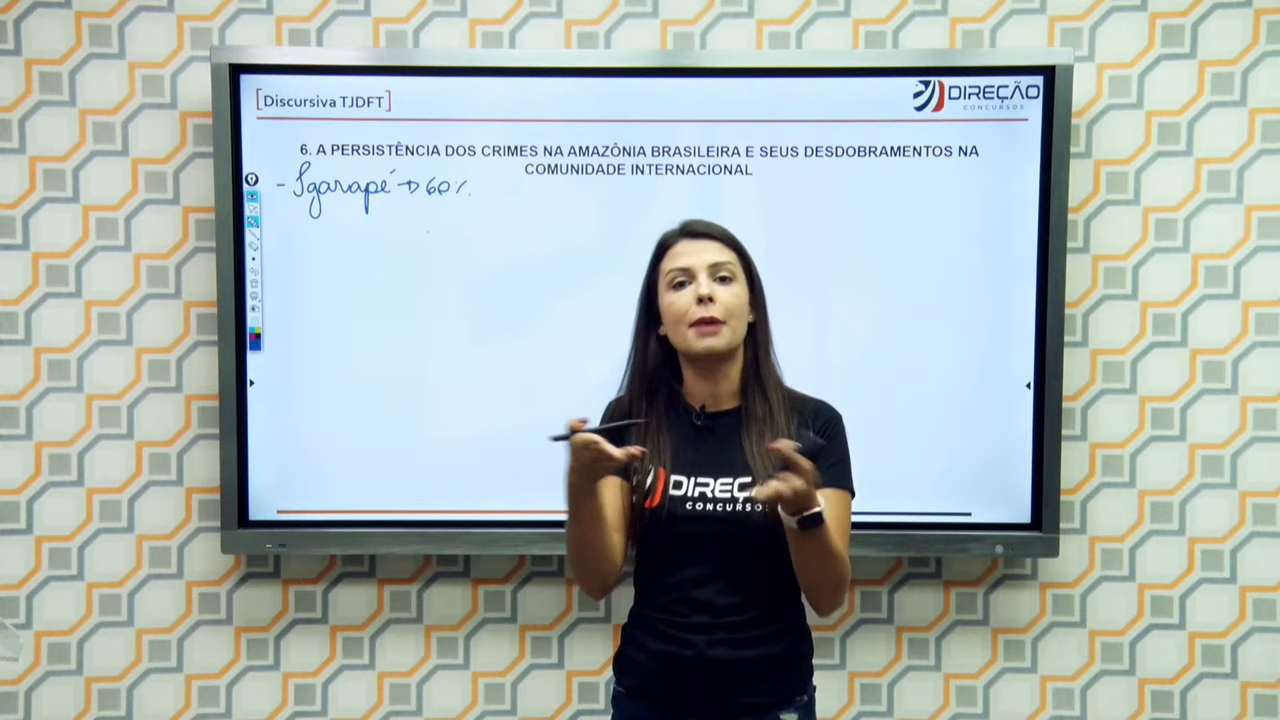 [Discursiva TJDFT]
DIREÇÃO
CONCURSOS
6. A PERSISTÊNCIA DOS CRIMES NA AMAZÔNIA BRASILEIRA E SEUS DESDOBRAMENTOS NA
COMUNIDADE INTERNACIONAL
- Igarapé → 60%.
DIREÇ
CONCURSOS